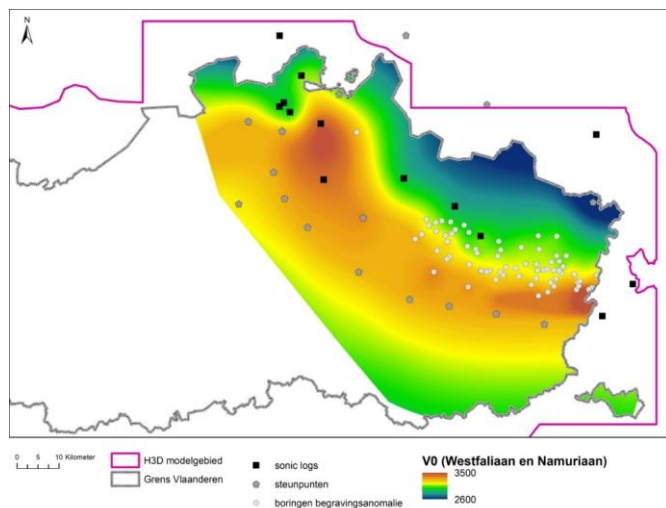 N
0 5 10 Kilometer
H3D modelgebied
Grens Vlaanderen
sonic logs
steunpunten
boringen begravingsanomalie
V0 (Westfaliaan en Namuriaan)
3500
2600